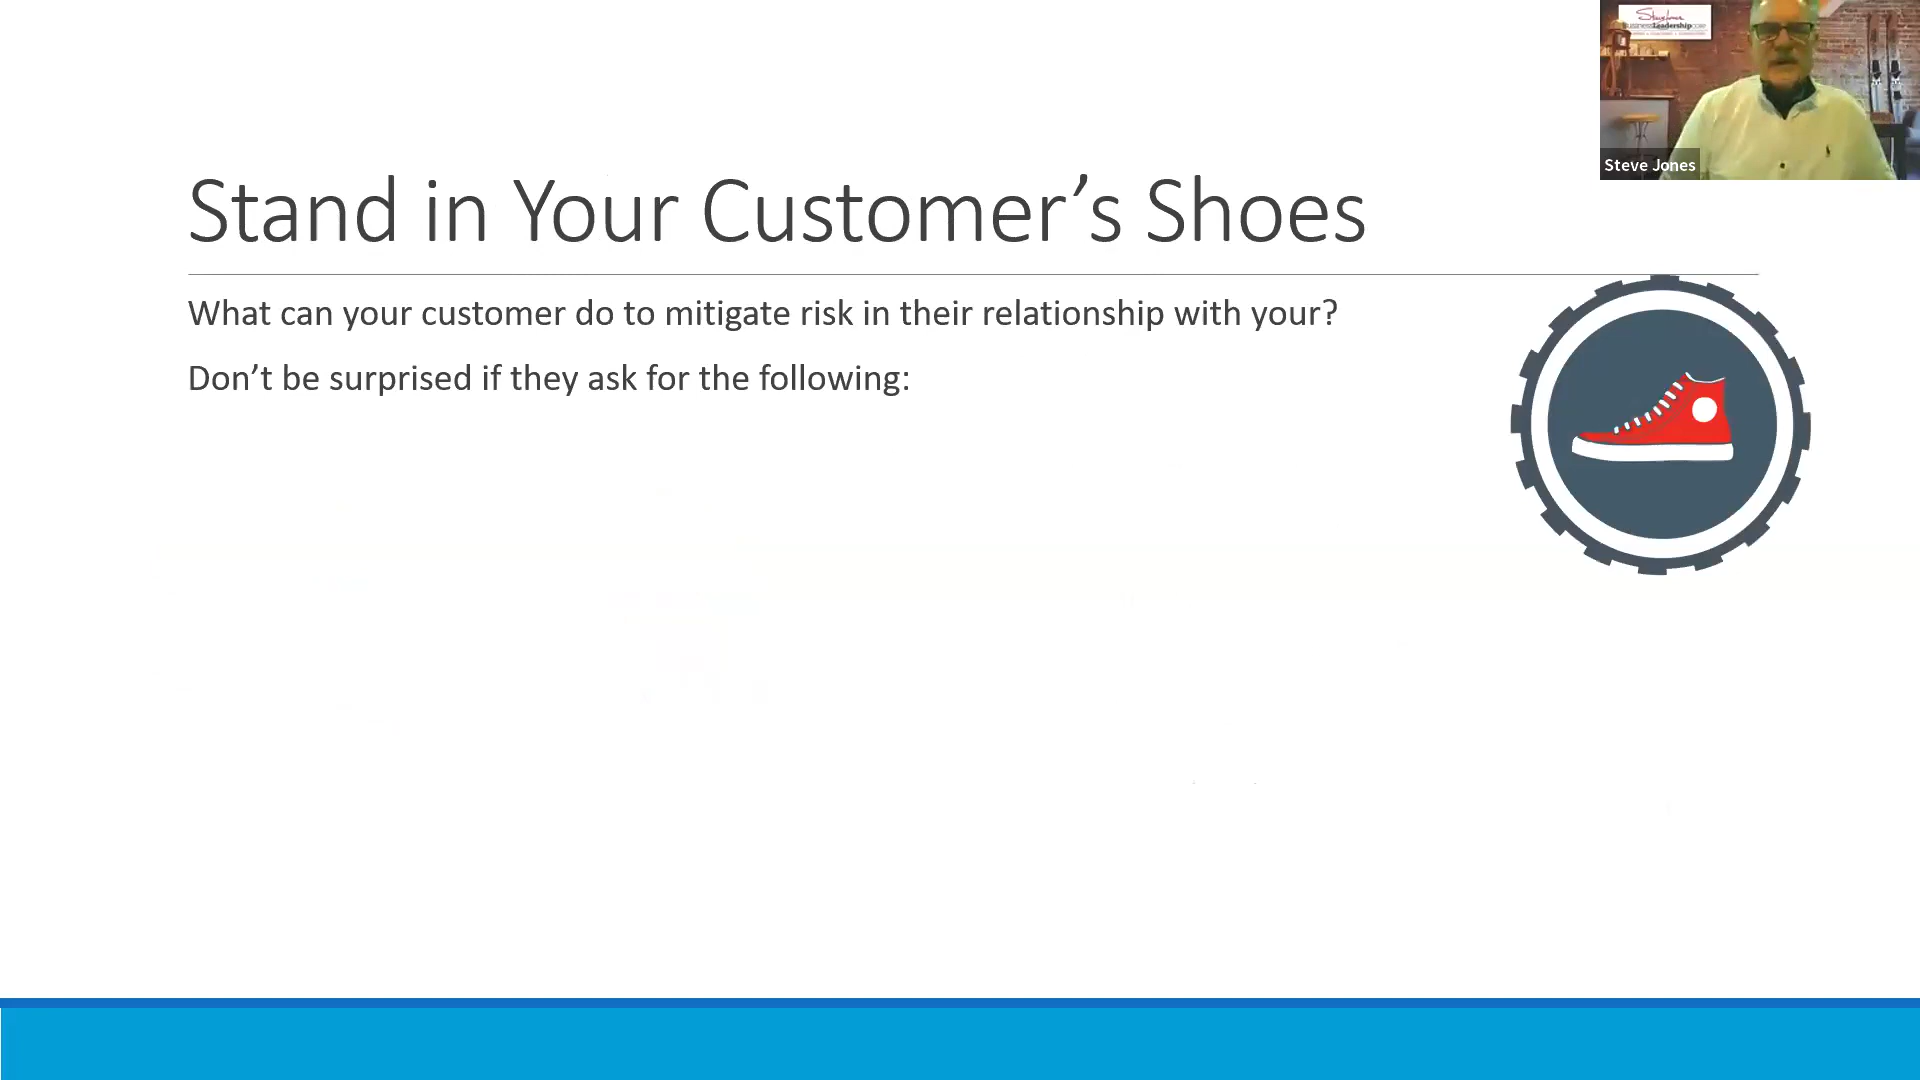 Stand in Your Customer’s Shoes
What can your customer do to mitigate risk in their relationship with your?
Don’t be surprised if they ask for the following:
Steve Jones